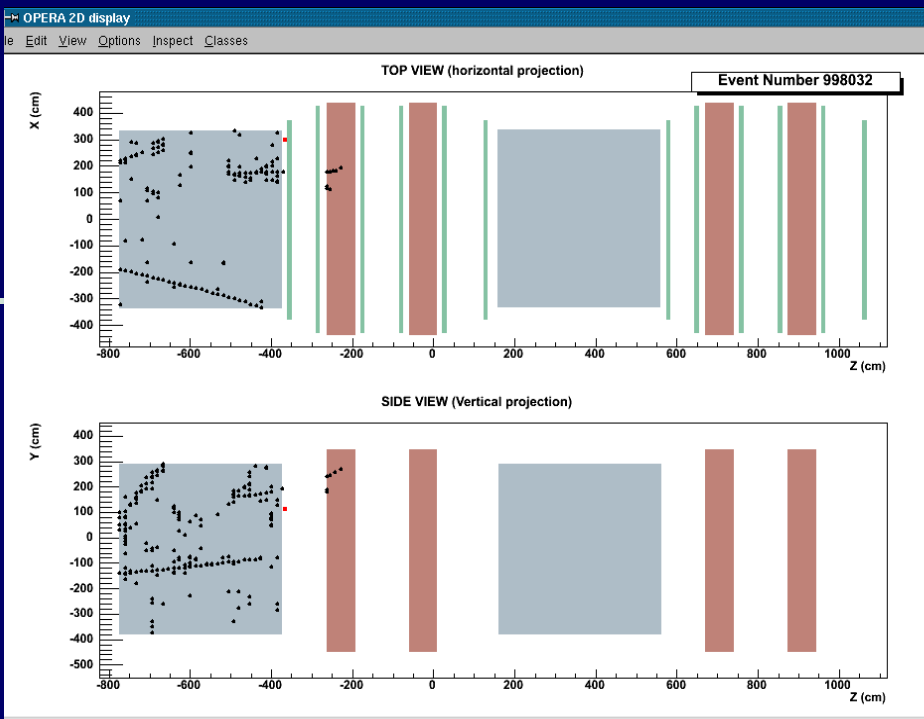 OPERA 2D display
le Edit View Options Inspect Classes
TOP VIEW (horizontal projection)
Event Number 998032
X (cm)
400
300
200
100
0
-100
-200
-300
-400
-800 -600 -400 -200 0 200 400 600 800 1000
Z (cm)
SIDE VIEW (Vertical projection)
Y (cm)
400
300
200
100
0
-100
-200
-300
-400
-500
-800 -600 -400 -200 0 200 400 600 800 1000
Z (cm)